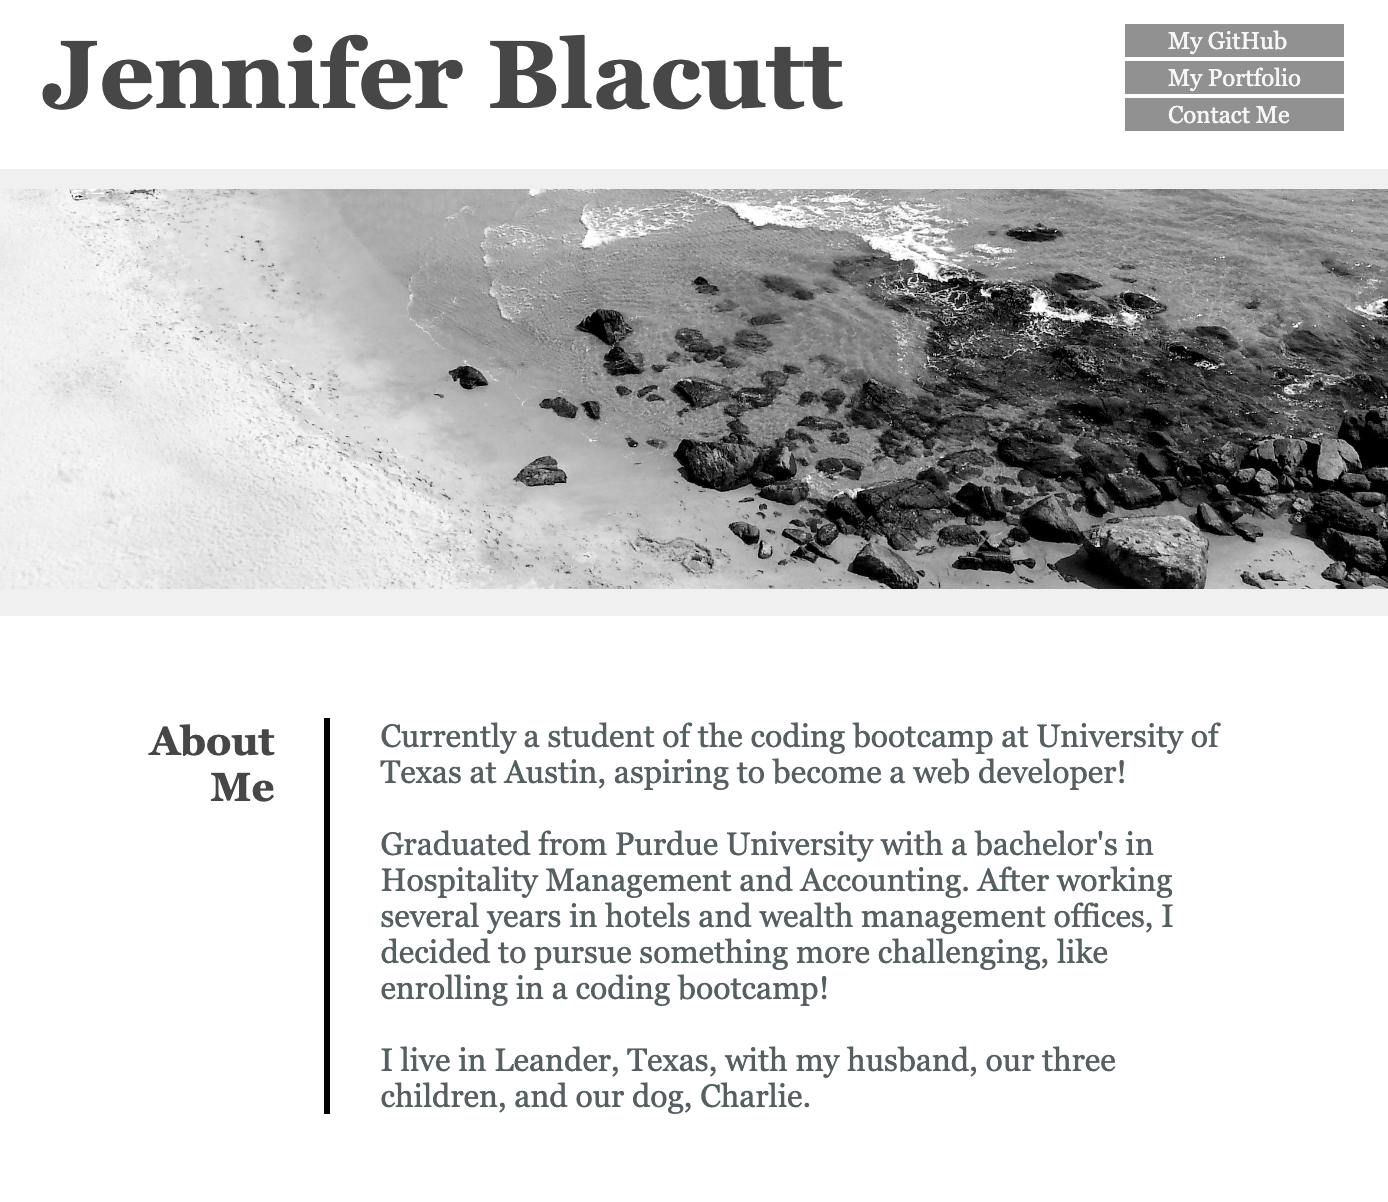 Jennifer Blacutt
My GitHub
My Portfolio
Contact Me
About
Me
Currently a student of the coding bootcamp at University of
Texas at Austin, aspiring to become a web developer!
Graduated from Purdue University with a bachelor's in
Hospitality Management and Accounting. After working
several years in hotels and wealth management offices, I
decided to pursue something more challenging, like
enrolling in a coding bootcamp!
I live in Leander, Texas, with my husband, our three
children, and our dog, Charlie.